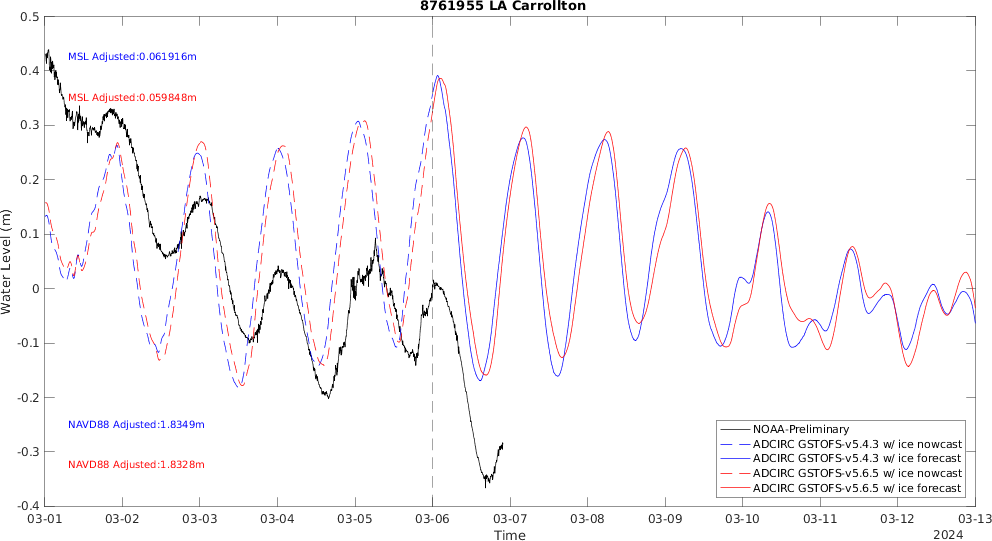 8761955 LA Carrollton
0.5
0.4
0.3
0.2
0.1
0
-0.1
-0.2
-0.3
-0.4
Water Level (m)
MSL Adjusted:0.061916m
MSL Adjusted:0.059848m
NAVD88 Adjusted:1.8349m
NAVD88 Adjusted:1.8328m
NOAA-Preliminary
ADCIRC GSTOFS-v5.4.3 w/ ice nowcast
ADCIRC GSTOFS-v5.4.3 w/ ice forecast
ADCIRC GSTOFS-v5.6.5 w/ ice nowcast
ADCIRC GSTOFS-v5.6.5 w/ ice forecast
03-01 03-02 03-03 03-04 03-05 03-06 03-07 03-08 03-09 03-10 03-11 03-12 03-13
Time
2024